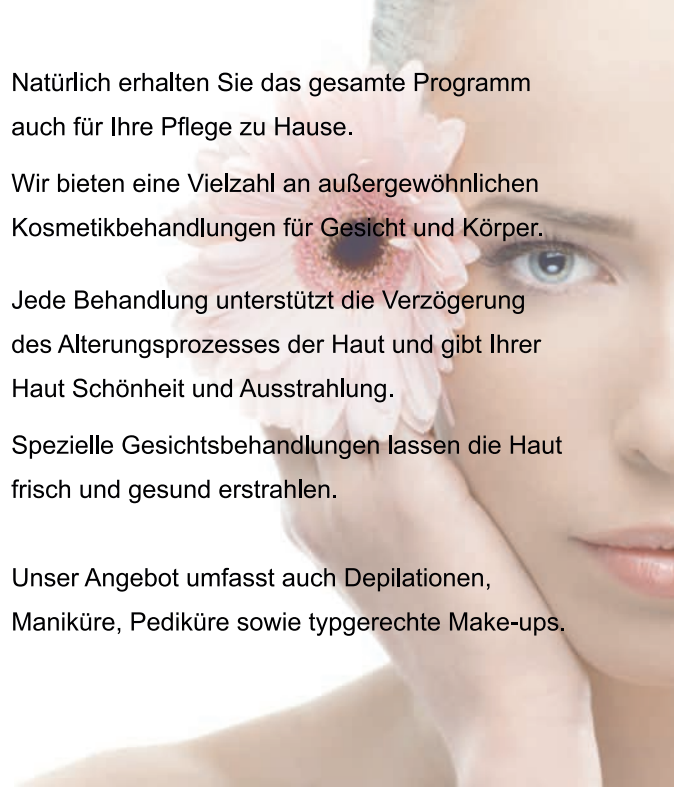 Natürlich erhalten Sie das gesamte Programm
auch für Ihre Pflege zu Hause.
Wir bieten eine Vielzahl an außergewöhnlichen
Kosmetikbehandlungen für Gesicht und Körper.
Jede Behandlung unterstützt die Verzögerung
des Alterungsprozesses der Haut und gibt Ihrer
Haut Schönheit und Ausstrahlung.
Spezielle Gesichtsbehandlungen lassen die Haut
frisch und gesund erstrahlen.
Unser Angebot umfasst auch Depilationen,
Maniküre, Pediküre sowie typgerechte Make-ups.